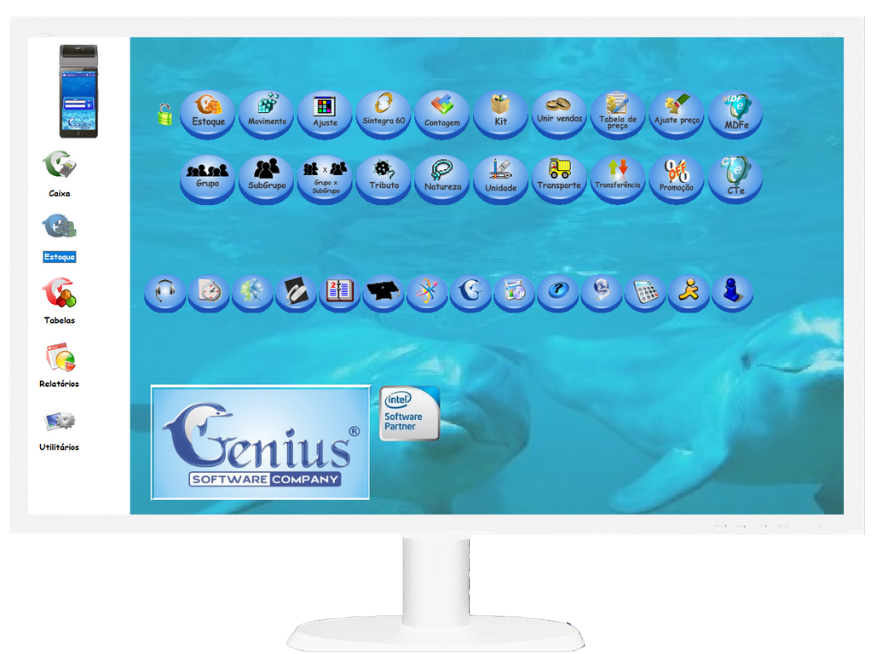 Estoque
Movimento
Ajuste
Sintegra 60
Contagem
Kit
Unir vendas
Tabela de
preço
Ajuste preço
MDFe
Grupo
SubGrupo
Grupo x
SubGrupo
Tributo
Natureza
Unidade
Transporte
Transferência
OFF
Promoção
CTe
Caixa
Estoque
Tabelas
Relatórios
Utilitários
Genius®
SOFTWARE COMPANY
intel
Software
Partner